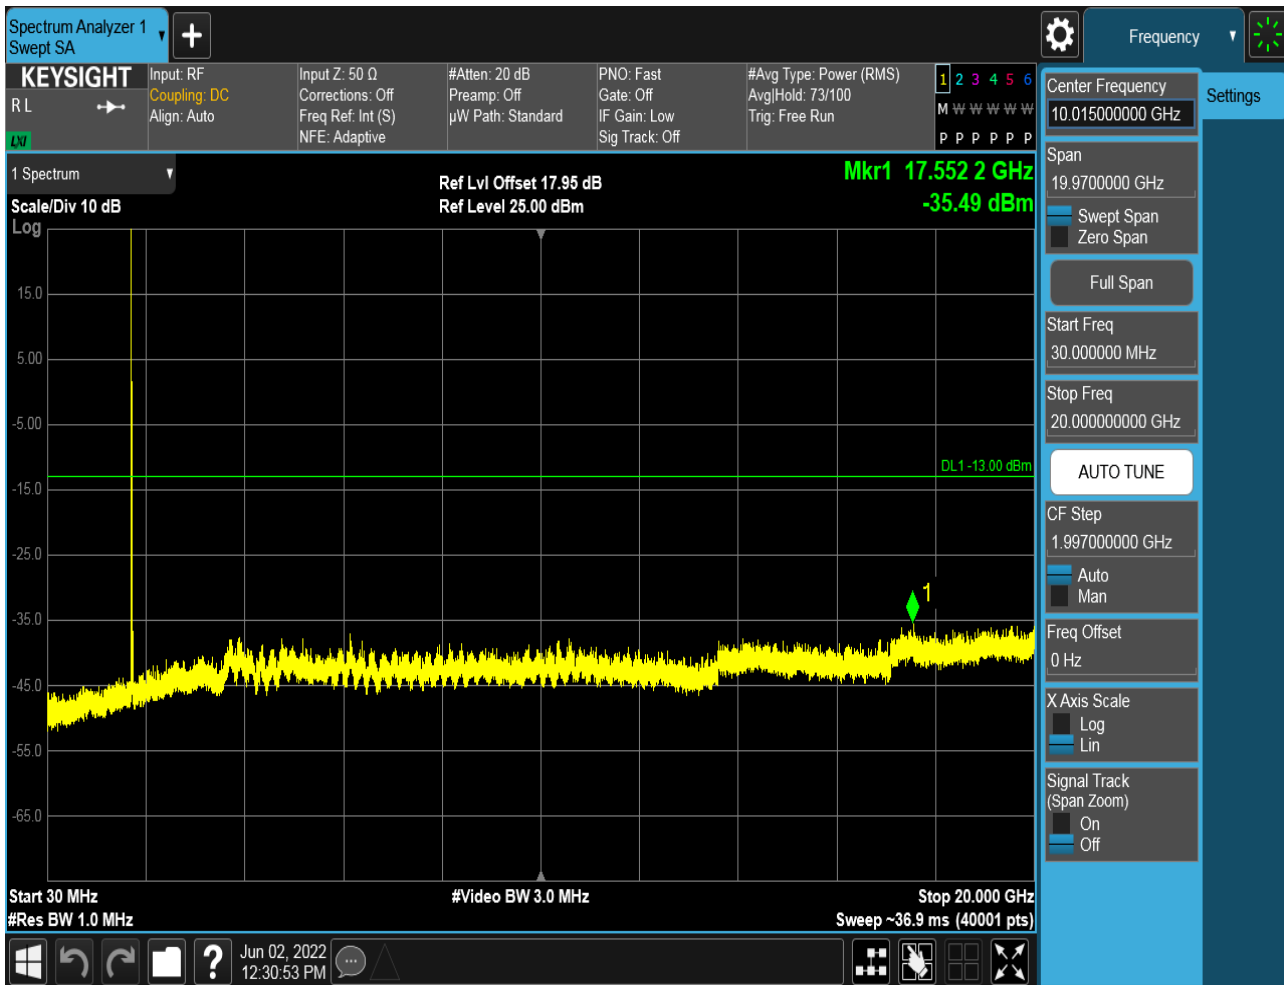 Spectrum Analyzer 1
Swept SA
+
Frequency
KEYSIGHT
R L
LXI
Input: RF
Coupling: DC
Align: Auto
Input Z: 50 Ω
Corrections: Off
Freq Ref: Int (S)
NFE: Adaptive
#Atten: 20 dB
Preamp: Off
µW Path: Standard
PNO: Fast
Gate: Off
IF Gain: Low
Sig Track: Off
#Avg Type: Power (RMS)
Avg|Hold: 73/100
Trig: Free Run
1 2 3 4 5 6
M W W W W W
P P P P P P
1 Spectrum
Scale/Div 10 dB
Log
Ref Lvl Offset 17.95 dB
Ref Level 25.00 dBm
Mkr1 17.552 2 GHz
-35.49 dBm
15.0
5.00
-5.00
-15.0
-25.0
-35.0
-45.0
-55.0
-65.0
DL1 -13.00 dBm
1
Start 30 MHz
#Res BW 1.0 MHz
#Video BW 3.0 MHz
Stop 20.000 GHz
Sweep ~36.9 ms (40001 pts)
Center Frequency
10.015000000 GHz
Settings
Span
19.9700000 GHz
Swept Span
Zero Span
Full Span
Start Freq
30.000000 MHz
Stop Freq
20.000000000 GHz
AUTO TUNE
CF Step
1.997000000 GHz
Auto
Man
Freq Offset
0 Hz
X Axis Scale
Log
Lin
Signal Track
(Span Zoom)
On
Off
?
Jun 02, 2022
12:30:53 PM